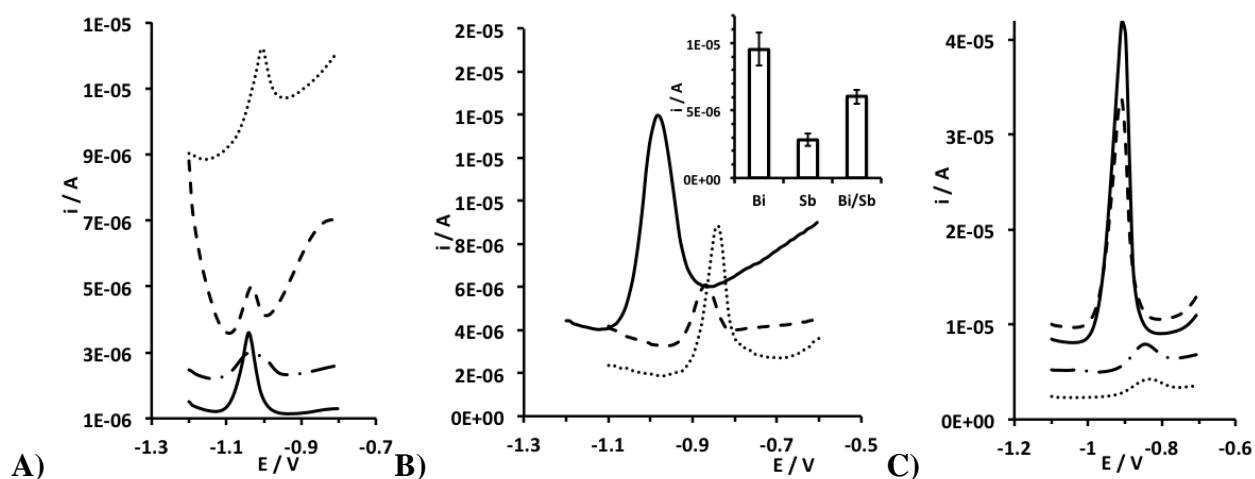 1E-05
1E-05
9E-06
7E-06
5E-06
3E-06
1E-06
i / A
-1.3 -1.1 -0.9 -0.7
E / V
A)
2E-05
2E-05
1E-05
1E-05
8E-06
6E-06
4E-06
2E-06
0E+00
i / A
-1.3 -1.1 -0.9 -0.7 -0.5
E / V
B)
1E-05
5E-06
0E+00
i / A
Bi Sb Bi/Sb
4E-05
3E-05
2E-05
1E-05
0E+00
i / A
-1.2 -1 -0.8 -0.6
E / V
C)